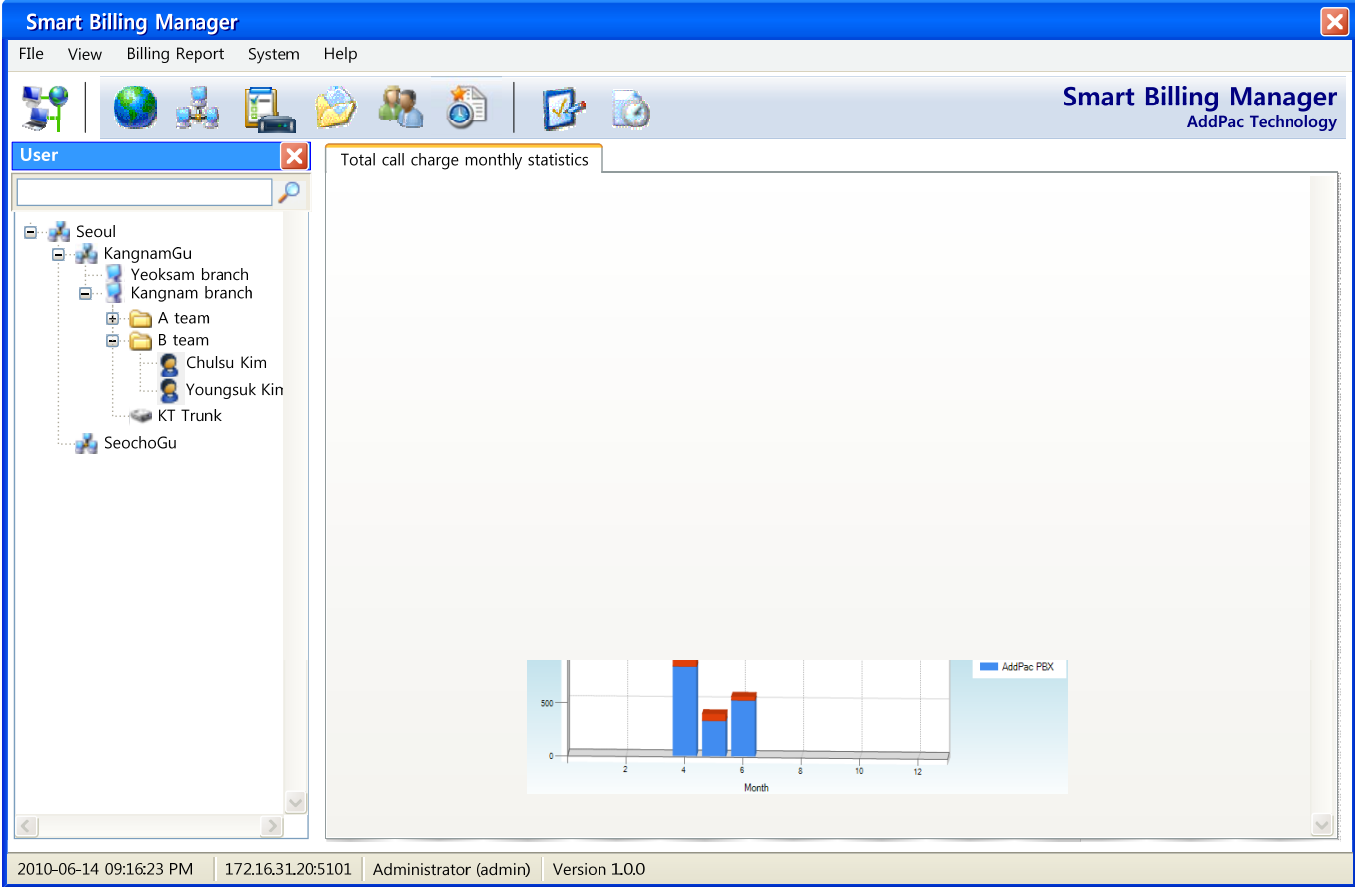 Smart Billing Manager
FIle View Billing Report System Help
Smart Billing Manager
AddPac Technology
User
Total call charge monthly statistics
Seoul
KangnamGu
Yeoksam branch
Kangnam branch
A team
B team
Chulsu Kim
Youngsuk Kim
KT Trunk
SeochoGu
AddPac PBX
500
0
2 4 6 8 10 12
Month
2010-06-14 09:16:23 PM 172.16.31.20:5101 Administrator (admin) Version 1.0.0